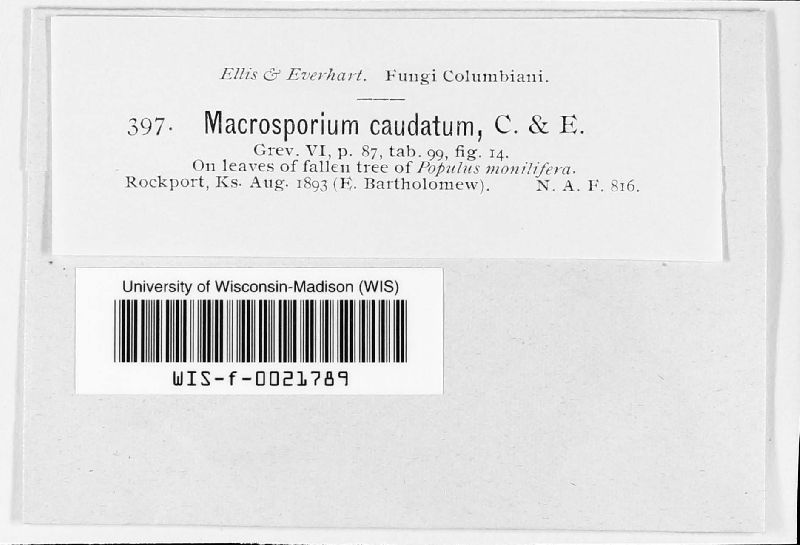 Ellis & Everhart. Fungi Columbiani.
397. Macrosporium caudatum, C. & E.
Grev. VI, p. 87, tab. 99, fig. 14.
On leaves of fallen tree of Populus monilifera.
Rockport, Ks. Aug. 1893 (E. Bartholomew). N. A. F. 816.
University of Wisconsin-Madison (WIS)
WIS-f-0021789